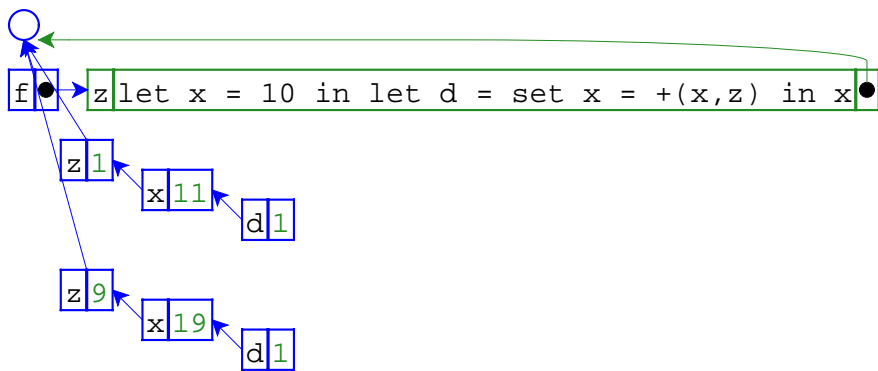 f z let x = 10 in let d = set x = +(x,z) in x
z 1
x 11
d 1
z 9
x 19
d 1